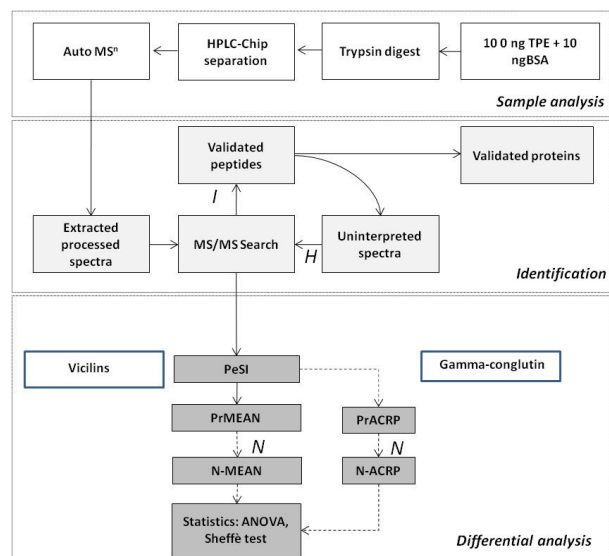 Auto MSⁿ
HPLC-Chip
separation
Trypsin digest
10 0 ng TPE + 10
ngBSA
Sample analysis
Validated
peptides
Validated proteins
I
Extracted
processed
spectra
MS/MS Search
H
Uninterpreted
spectra
Identification
Vicilins
PeSI
Gamma-conglutin
PrMEAN
PrACRP
N
N
N-MEAN
N-ACRP
Statistics: ANOVA,
Sheffè test
Differential analysis